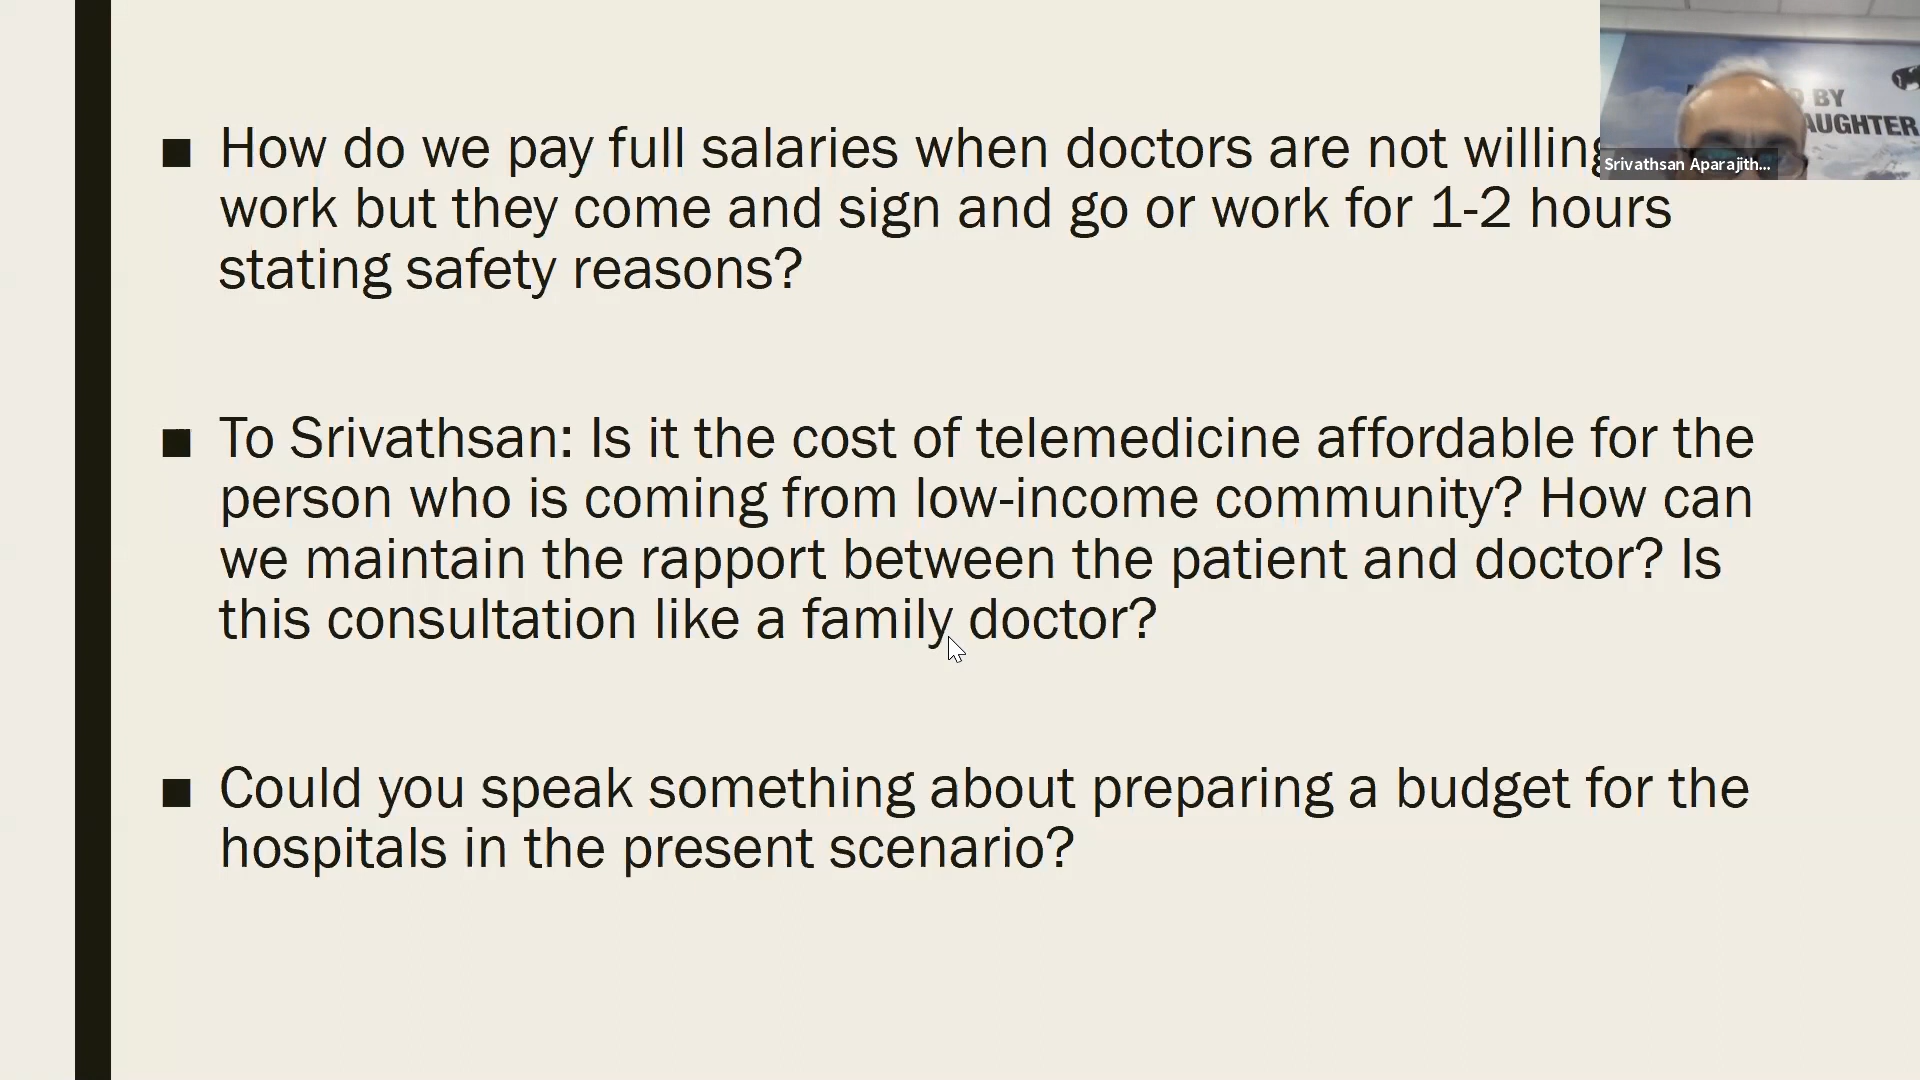 How do we pay full salaries when doctors are not willing
work but they come and sign and go or work for 1-2 hours
stating safety reasons?
To Srivathsan: Is it the cost of telemedicine affordable for the
person who is coming from low-income community? How can
we maintain the rapport between the patient and doctor? Is
this consultation like a family doctor?
Could you speak something about preparing a budget for the
hospitals in the present scenario?
BY
Srivathsan Aparajith...